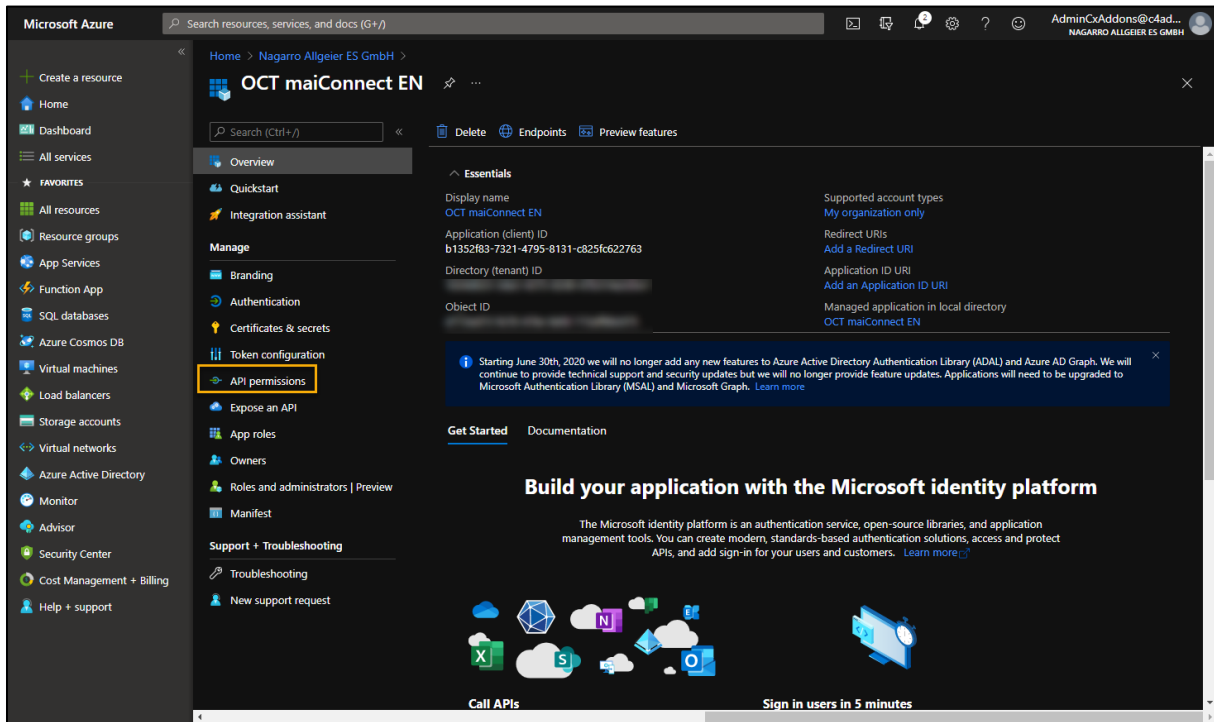 Microsoft Azure
Search resources, services, and docs (G+/)
2
AdminCxAddons@c4ad...
NAGARRO ALLGEIER ES GMBH
Create a resource
Home
Dashboard
All services
FAVORITES
All resources
Resource groups
App Services
Function App
SQL databases
Azure Cosmos DB
Virtual machines
Load balancers
Storage accounts
Virtual networks
Azure Active Directory
Monitor
Advisor
Security Center
Cost Management + Billing
Help + support
Home > Nagarro Allgeier ES GmbH >
OCT maiConnect EN
Search (Ctrl+/)
Overview
Quickstart
Integration assistant
Manage
Branding
Authentication
Certificates & secrets
Token configuration
API permissions
Expose an API
App roles
Owners
Roles and administrators | Preview
Manifest
Support + Troubleshooting
Troubleshooting
New support request
Delete Endpoints Preview features
Essentials
Display name
OCT maiConnect EN
Application (client) ID
b1352f83-7321-4795-8131-c825fc622763
Directory (tenant) ID
Object ID
Supported account types
My organization only
Redirect URIs
Add a Redirect URI
Application ID URI
Add an Application ID URI
Managed application in local directory
OCT maiConnect EN
Starting June 30th, 2020 we will no longer add any new features to Azure Active Directory Authentication Library (ADAL) and Azure AD Graph. We will
continue to provide technical support and security updates but we will no longer provide feature updates. Applications will need to be upgraded to
Microsoft Authentication Library (MSAL) and Microsoft Graph. Learn more
Get Started Documentation
Build your application with the Microsoft identity platform
The Microsoft identity platform is an authentication service, open-source libraries, and application
management tools. You can create modern, standards-based authentication solutions, access and protect
APIs, and add sign-in for your users and customers. Learn more
Call APIs
Sign in users in 5 minutes